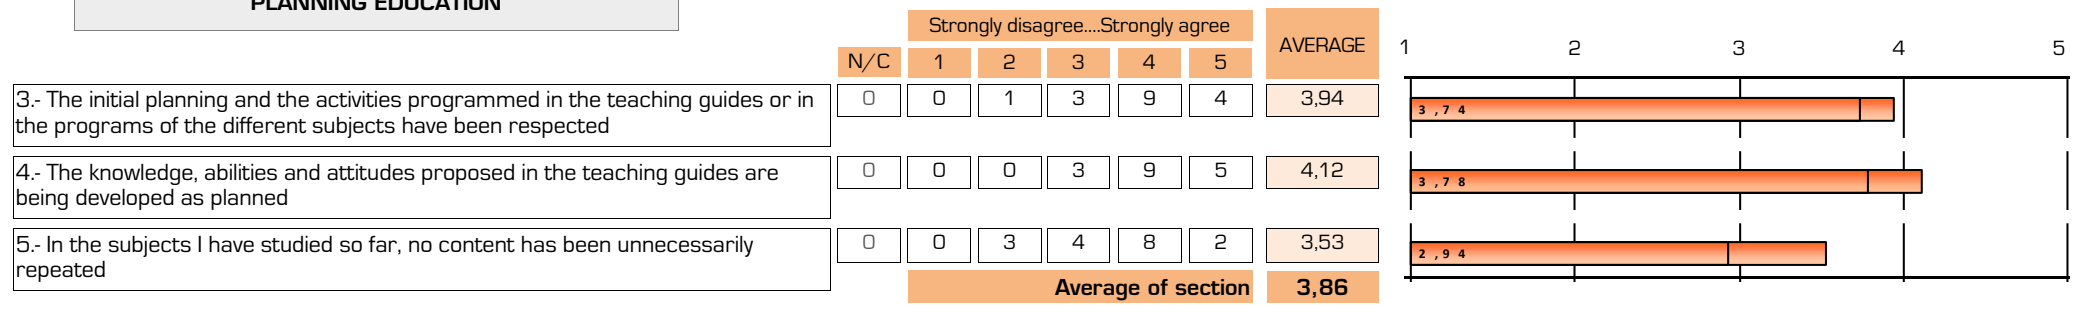 PLANNING EDUCATION
Strongly disagree....Strongly agree
AVERAGE
1 2 3 4 5
N/C 1 2 3 4 5
3.- The initial planning and the activities programmed in the teaching guides or in
the programs of the different subjects have been respected
0 0 1 3 9 4 3,94
3,74
4.- The knowledge, abilities and attitudes proposed in the teaching guides are
being developed as planned
0 0 0 3 9 5 4,12
3,78
5.- In the subjects I have studied so far, no content has been unnecessarily
repeated
0 0 3 4 8 2 3,53
2,94
Average of section 3,86